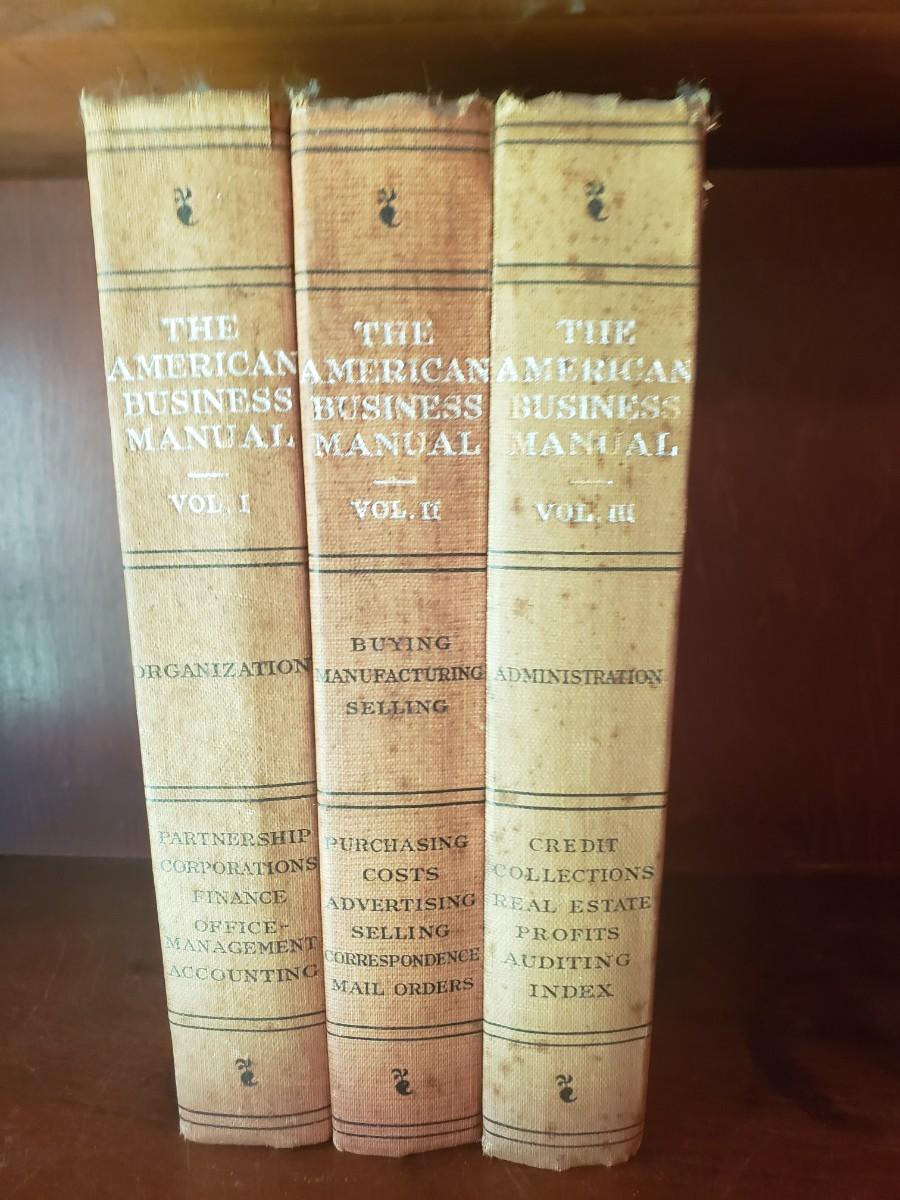 THE
AMERICAN
BUSINESS
MANUAL
VOL. I
ORGANIZATION
PARTNERSHIP
CORPORATIONS
FINANCE
OFFICE-
MANAGEMENT
ACCOUNTING
THE
AMERICAN
BUSINESS
MANUAL
VOL. II
BUYING
MANUFACTURING
SELLING
PURCHASING
COSTS
ADVERTISING
SELLING
CORRESPONDENCE
MAIL ORDERS
THE
AMERICAN
BUSINESS
MANUAL
VOL. III
ADMINISTRATION
CREDIT
COLLECTIONS
REAL ESTATE
PROFITS
AUDITING
INDEX